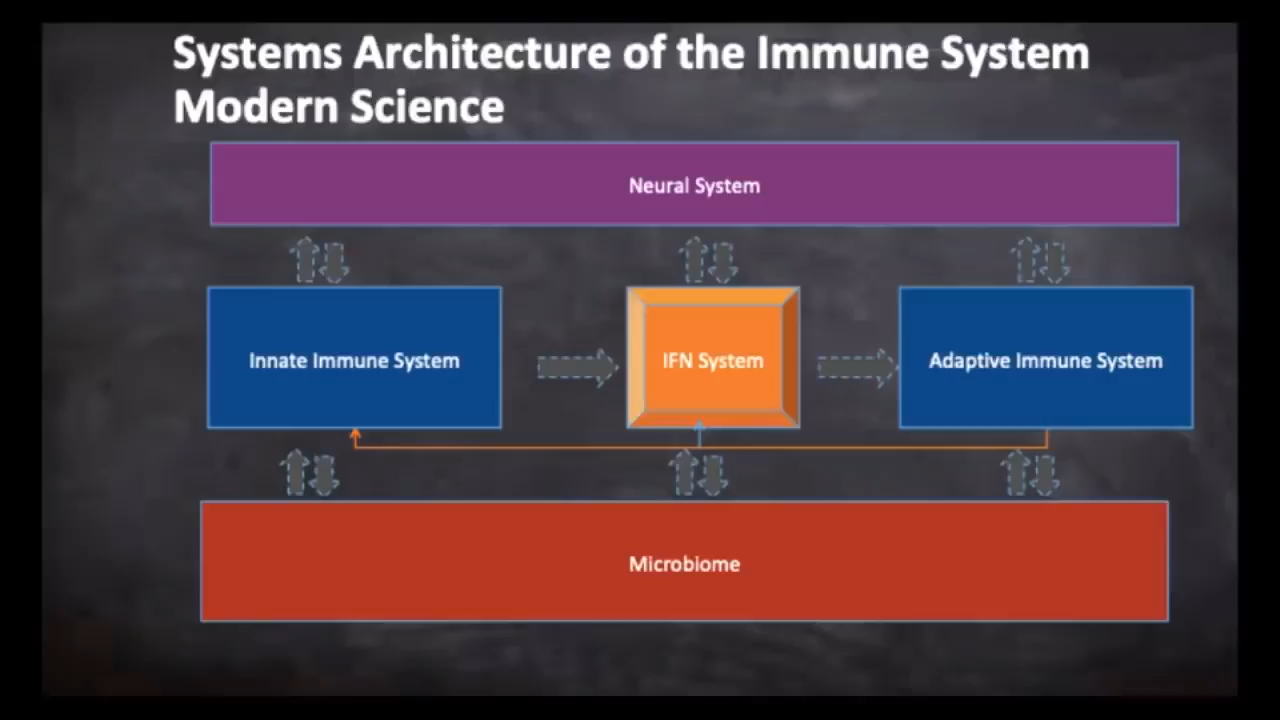 Systems Architecture of the Immune System
Modern Science
Neural System
Innate Immune System
IFN System
Adaptive Immune System
Microbiome